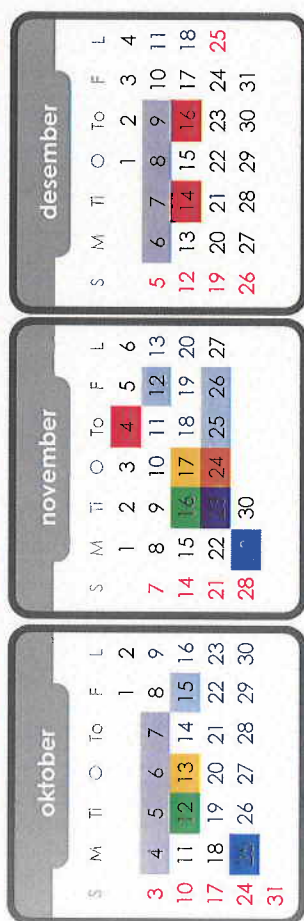 oktober
S M Ti O To F L
1 2
3 4 5 6 7 8 9
10 11 12 13 14 15 16
17 18 19 20 21 22 23
24 25 26 27 28 29 30
31
november
S M Ti O To F L
1 2 3 4 5 6
7 8 9 10 11 12 13
14 15 16 17 18 19 20
21 22 23 24 25 26 27
28 30
desember
S M Ti O To F L
1 2 3 4
5 6 7 8 9 10 11
12 13 14 15 16 17 18
19 20 21 22 23 24 25
26 27 28 29 30 31